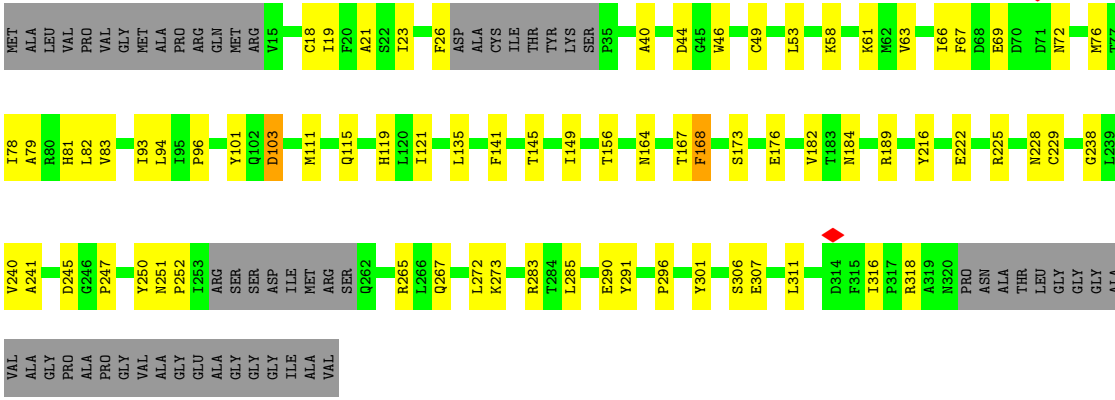 MET ALA LEU VAL PRO VAL GLY MET ALA PRO ARG GLN MET ARG V15 C18 I19 F20 A21 S22 I23 F26 ASP ALA CYS ILE THR TYR LYS SER P35 A40 D44 G45 W46 C49 L53 K58 K61 M62 V63 I66 F67 D68 E69 D70 D71 N72 M76 T77
I78 A79 R80 H81 L82 V83 I93 L94 I95 P96 Y101 Q102 D103 M111 Q115 H119 L120 I121 L135 F141 T145 I149 T156 N164 T167 F168 S173 E176 V182 T183 N184 R189 Y216 E222 R225 N228 C229 G238 L239
V240 A241 D245 G246 P247 Y250 N251 P252 I253 ARG SER SER ASP ILE MET ARG SER Q262 R265 L266 Q267 L272 K273 R283 T284 L285 E290 Y291 P296 Y301 S306 E307 L311 D314 F315 I316 P317 R318 A319 N320 PRO ASN ALA THR LEU GLY GLY GLY ALA
VAL ALA GLY PRO ALA PRO GLY VAL ALA GLY GLU ALA GLY GLY GLY ILE ALA VAL